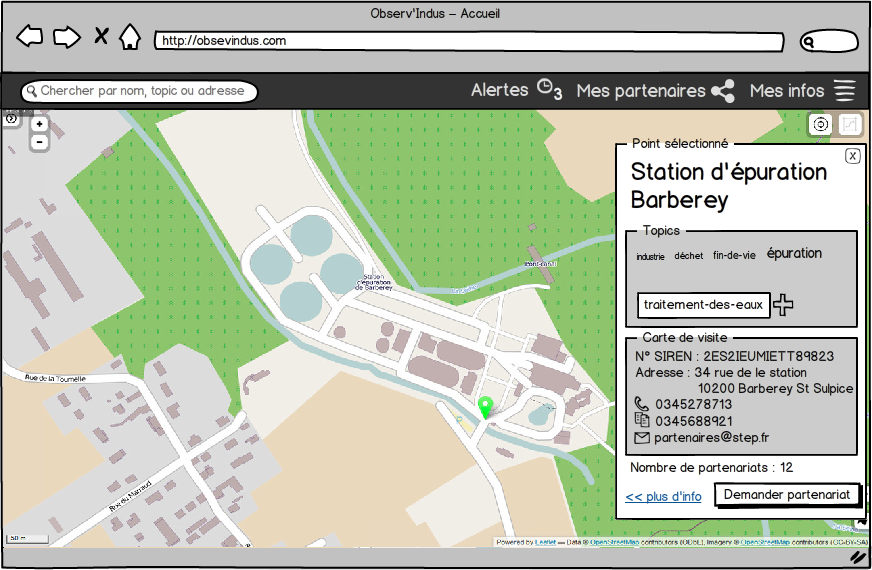 Observ'Indus – Accueil
http://obsevindus.com
Chercher par nom, topic ou adresse
Alertes 3
Mes partenaires
Mes infos
+
−
Point sélectionné
X
Station d'épuration
Barberey
Topics
industrie déchet fin-de-vie épuration
traitement-des-eaux
Carte de visite
N° SIREN : 2ES2IEUMIETT89823
Adresse : 34 rue de la station
10200 Barberey St Sulpice
0345278713
0345688921
partenaires@step.fr
Nombre de partenariats : 12
<< plus d'info
Demander partenariat
Station
d'épuration
de Barberey
Rue de la Tournelle
50 m
Powered by Leaflet — Data © OpenStreetMap contributors (ODbL), Imagery © OpenStreetMap contributors (CC-BY-SA)